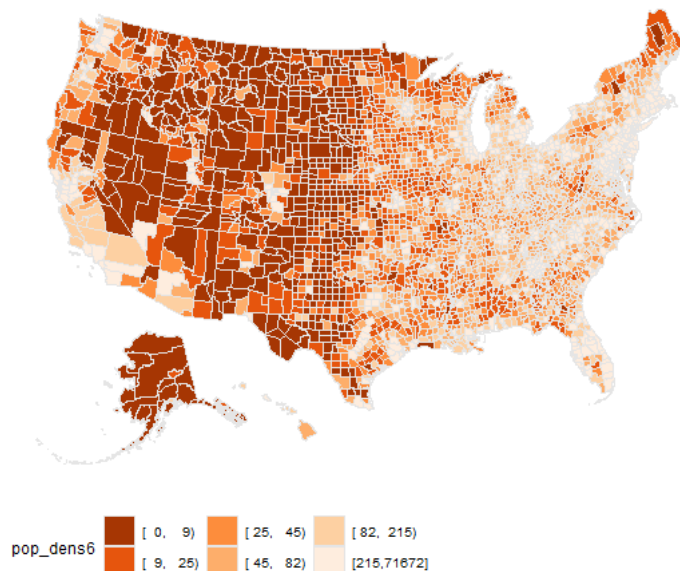 [ 0, 9) [ 25, 45) [ 82, 215)
pop_dens6
[ 9, 25) [ 45, 82) [215,71672]